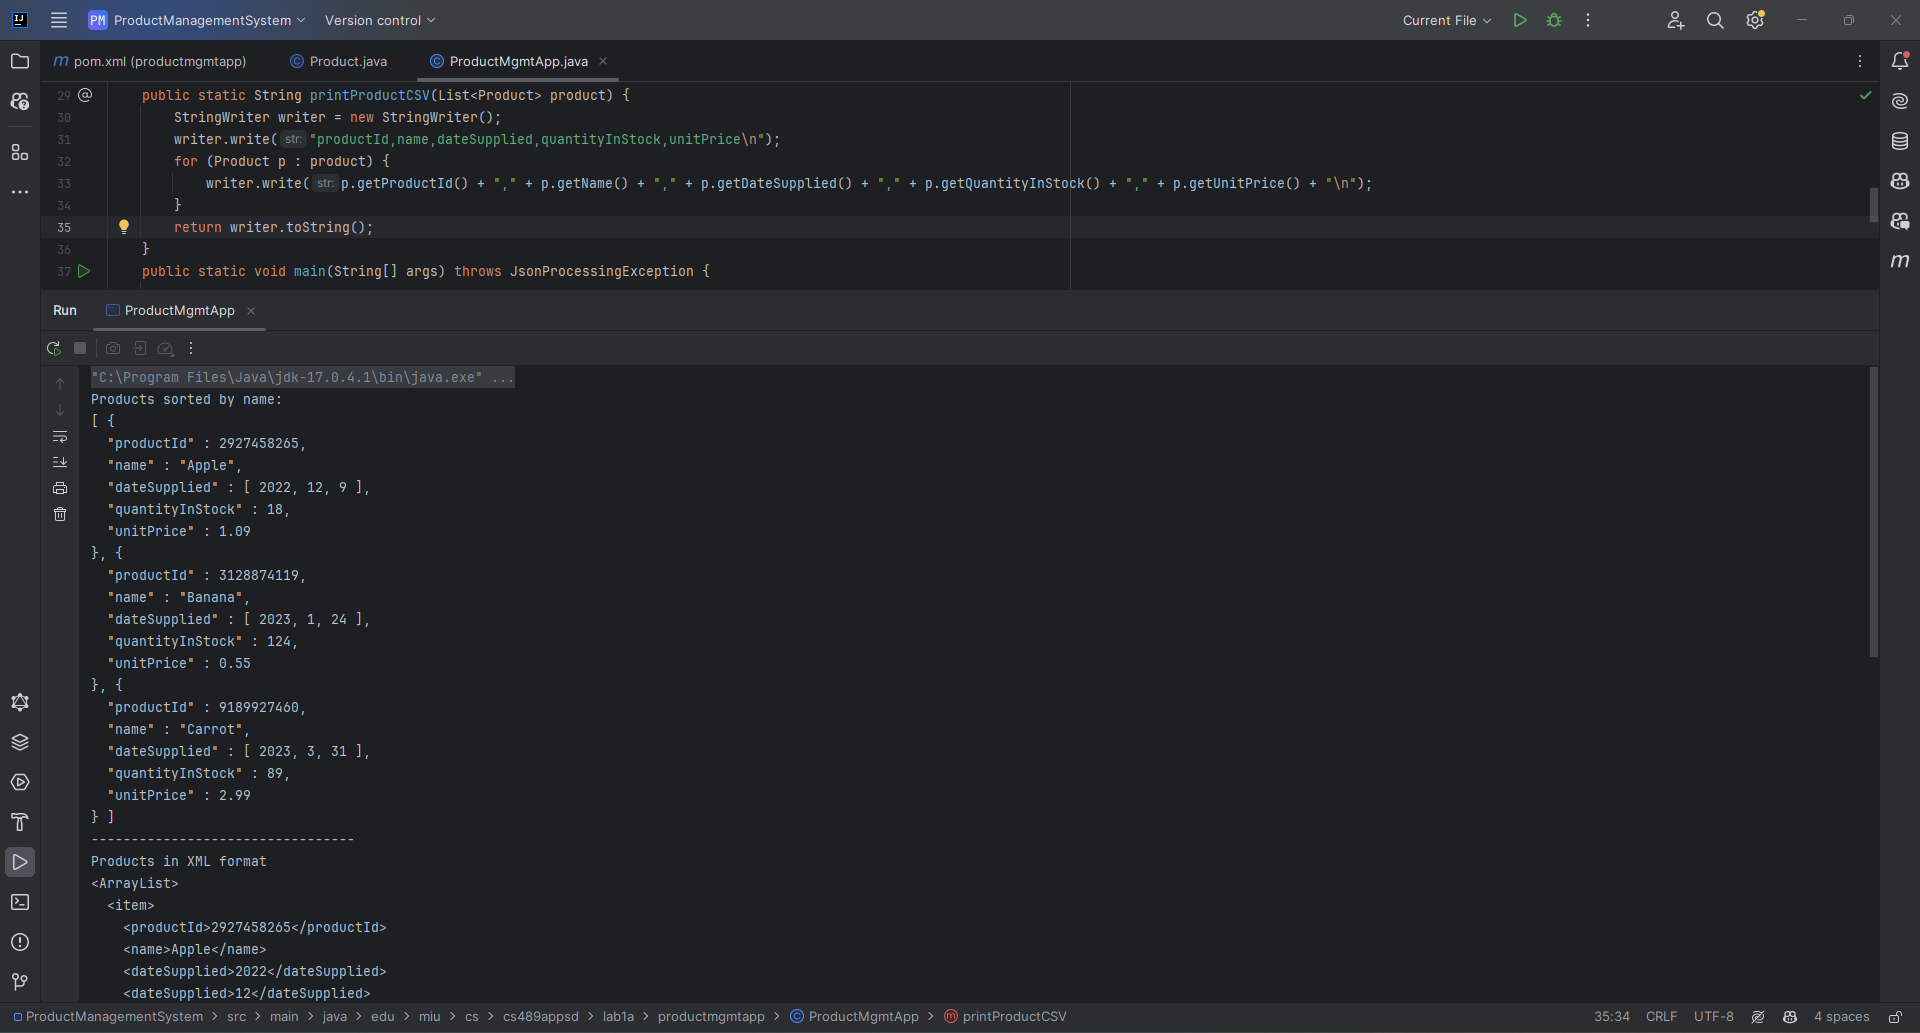 PM ProductManagementSystem Version control Current File
m pom.xml (productmgmtapp) Product.java ProductMgmtApp.java
29 @ public static String printProductCSV(List<Product> product) {
30 StringWriter writer = new StringWriter();
31 writer.write( str: "productId,name,dateSupplied,quantityInStock,unitPrice\n");
32 for (Product p : product) {
33 writer.write( str: p.getProductId() + "," + p.getName() + "," + p.getDateSupplied() + "," + p.getQuantityInStock() + "," + p.getUnitPrice() + "\n");
34 }
35 return writer.toString();
36 }
37 public static void main(String[] args) throws JsonProcessingException {
Run ProductMgmtApp
"C:\Program Files\Java\jdk-17.0.4.1\bin\java.exe" ...
Products sorted by name:
[ {
"productId" : 2927458265,
"name" : "Apple",
"dateSupplied" : [ 2022, 12, 9 ],
"quantityInStock" : 18,
"unitPrice" : 1.09
}, {
"productId" : 3128874119,
"name" : "Banana",
"dateSupplied" : [ 2023, 1, 24 ],
"quantityInStock" : 124,
"unitPrice" : 0.55
}, {
"productId" : 9189927460,
"name" : "Carrot",
"dateSupplied" : [ 2023, 3, 31 ],
"quantityInStock" : 89,
"unitPrice" : 2.99
} ]
---------------------------------
Products in XML format
<ArrayList>
<item>
<productId>2927458265</productId>
<name>Apple</name>
<dateSupplied>2022</dateSupplied>
<dateSupplied>12</dateSupplied>
ProductManagementSystem > src > main > java > edu > miu > cs > cs489appsd > lab1a > productmgmtapp > ProductMgmtApp > printProductCSV 35:34 CRLF UTF-8 4 spaces